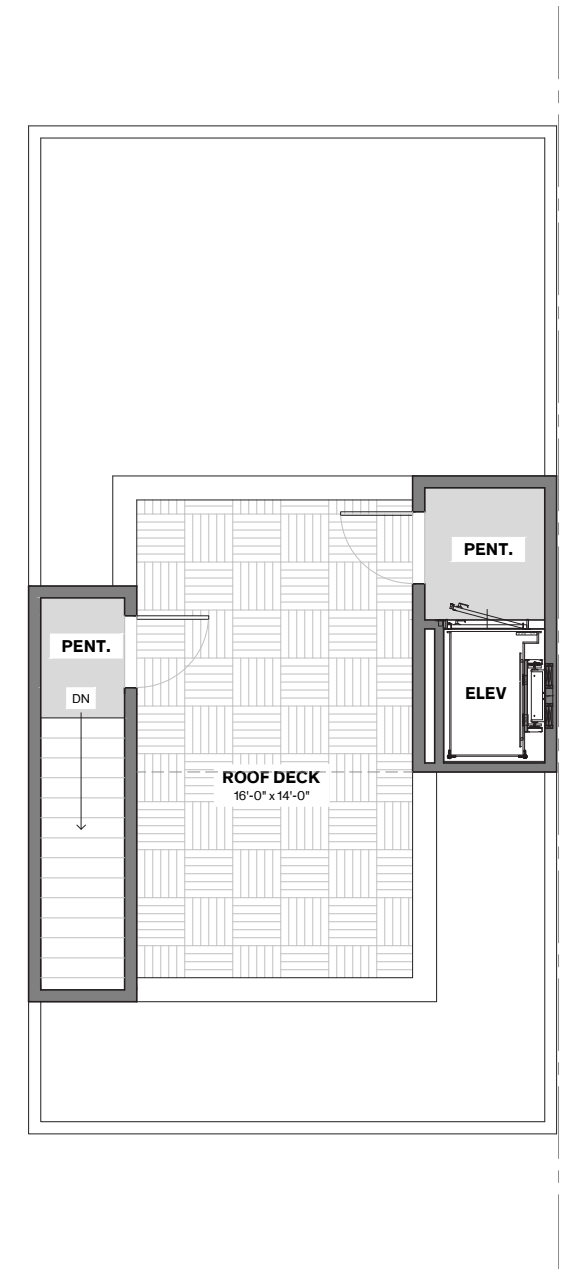 PENT.
PENT.
DN
ELEV
ROOF DECK
16'-0" x 14'-0"